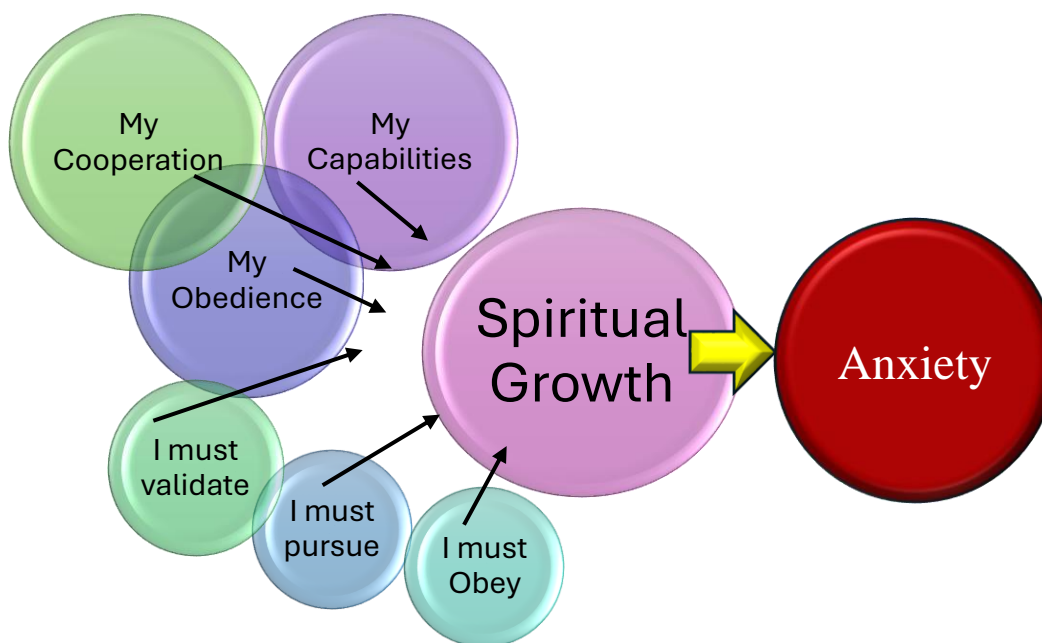 My
Cooperation
My
Capabilities
My
Obedience
Spiritual
Growth
Anxiety
I must
validate
I must
pursue
I must
Obey